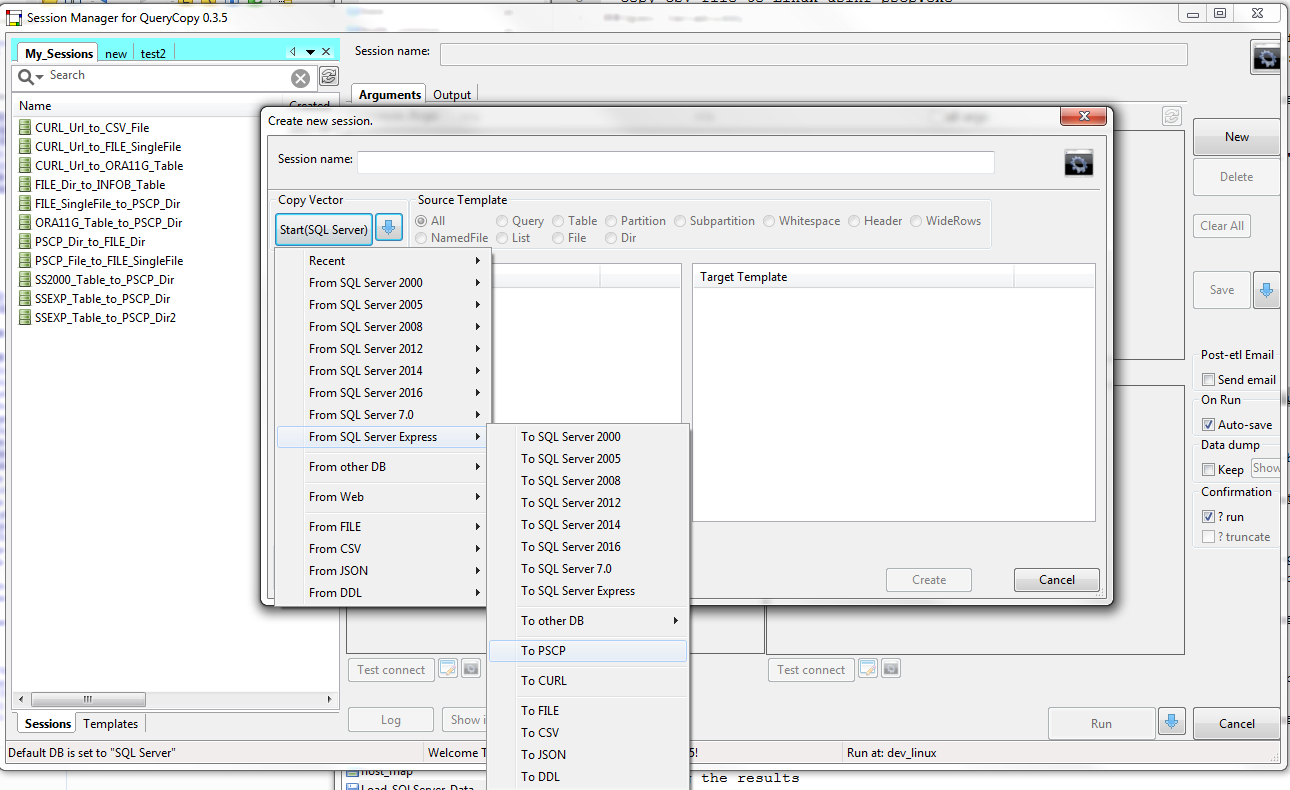 Session Manager for QueryCopy 0.3.5
My_Sessions new test2
Search
Name Created
CURL_Url_to_CSV_File
CURL_Url_to_FILE_SingleFile
CURL_Url_to_ORA11G_Table
FILE_Dir_to_INFOB_Table
FILE_SingleFile_to_PSCP_Dir
ORA11G_Table_to_PSCP_Dir
PSCP_Dir_to_FILE_Dir
PSCP_File_to_FILE_SingleFile
SS2000_Table_to_PSCP_Dir
SSEXP_Table_to_PSCP_Dir
SSEXP_Table_to_PSCP_Dir2
Sessions Templates
Default DB is set to "SQL Server"
Session name:
Arguments Output
Create new session.
Session name:
Copy Vector
Start(SQL Server)
Source Template
All Query Table Partition Subpartition Whitespace Header WideRows
NamedFile List File Dir
Recent
From SQL Server 2000
From SQL Server 2005
From SQL Server 2008
From SQL Server 2012
From SQL Server 2014
From SQL Server 2016
From SQL Server 7.0
From SQL Server Express
From other DB
From Web
From FILE
From CSV
From JSON
From DDL
To SQL Server 2000
To SQL Server 2005
To SQL Server 2008
To SQL Server 2012
To SQL Server 2014
To SQL Server 2016
To SQL Server 7.0
To SQL Server Express
To other DB
To PSCP
To CURL
To FILE
To CSV
To JSON
To DDL
Target Template
Create Cancel
New
Delete
Clear All
Save
Post-etl Email
Send email
On Run
Auto-save
Data dump
Keep Show
Confirmation
? run
? truncate
Test connect
Test connect
Log Show
Run Cancel
Welcome
Run at: dev_linux
host_map
the results